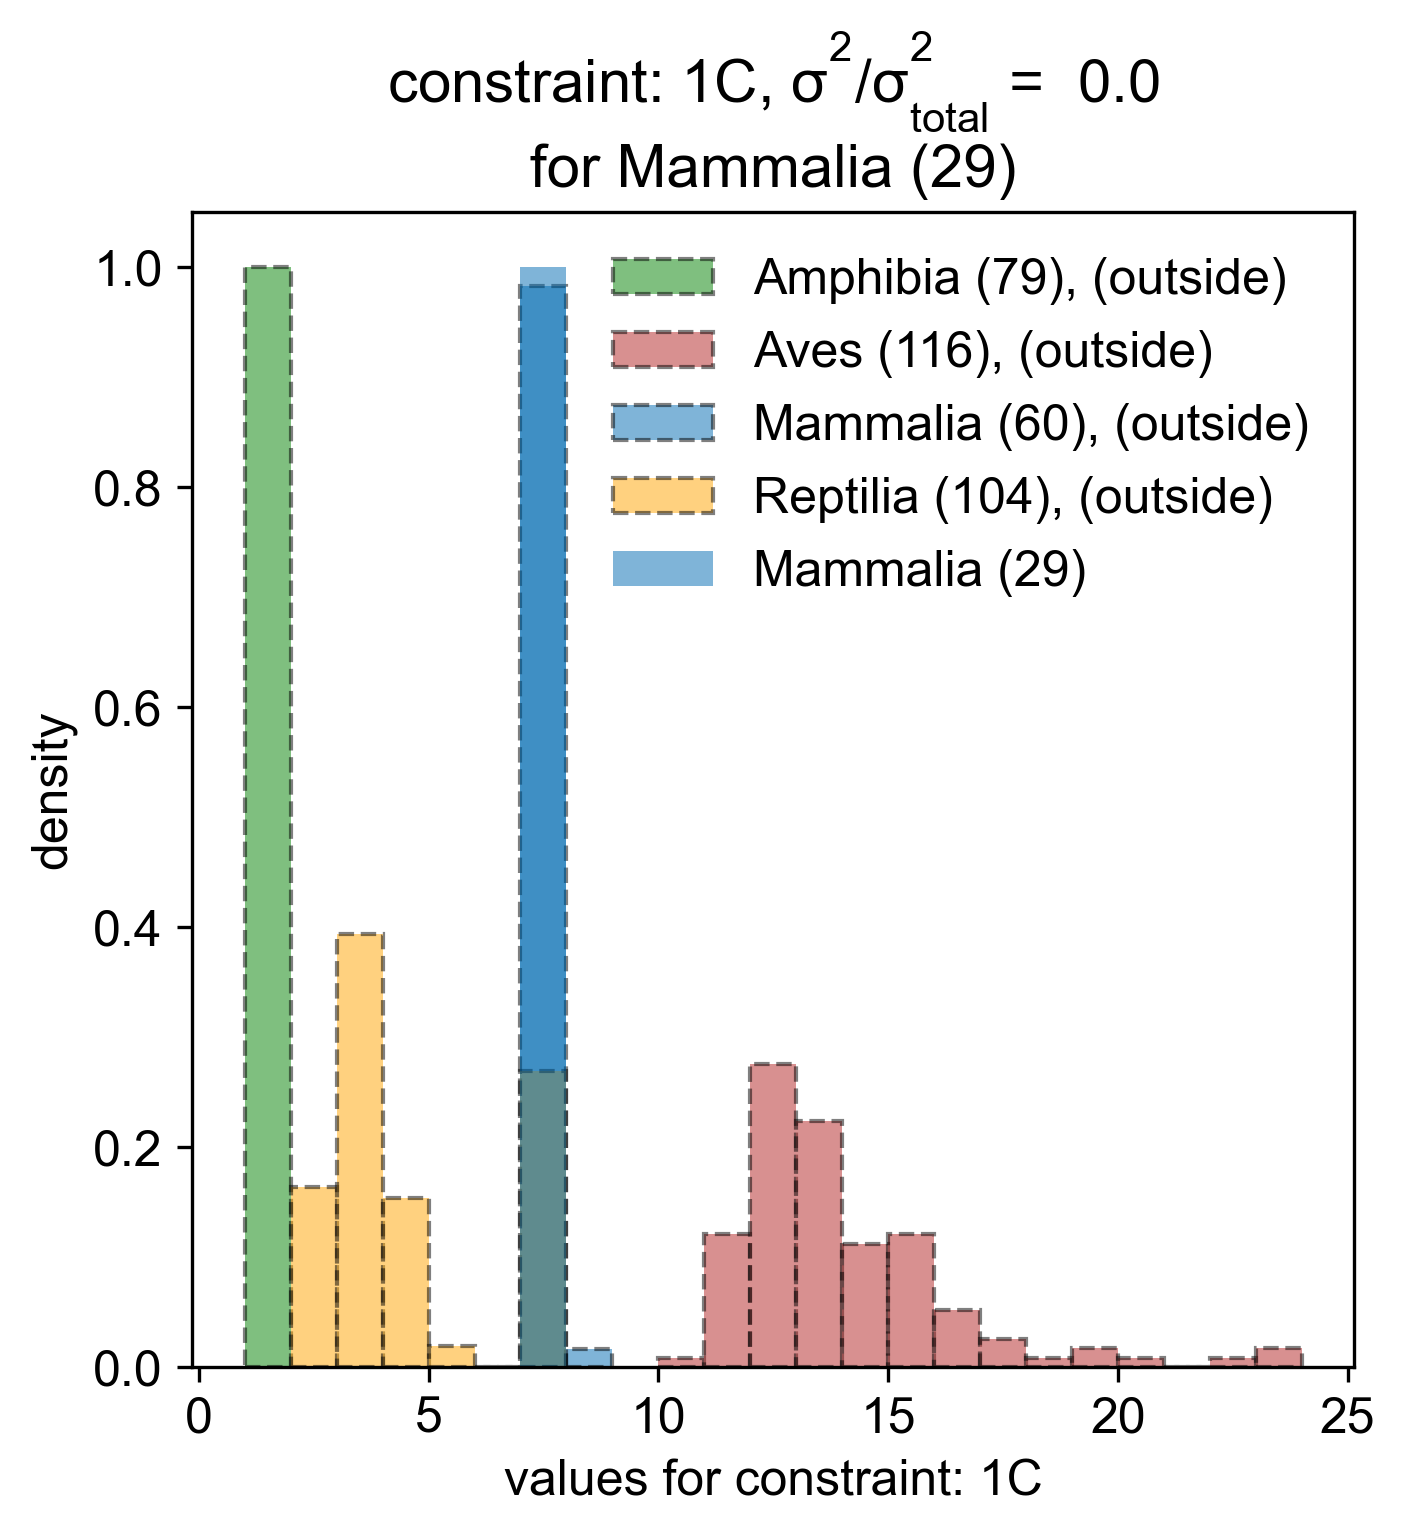 constraint: 1C, σ²/σ²total = 0.0
for Mammalia (29)
Amphibia (79), (outside)
Aves (116), (outside)
Mammalia (60), (outside)
Reptilia (104), (outside)
Mammalia (29)
density
1.0
0.8
0.6
0.4
0.2
0.0
0 5 10 15 20 25
values for constraint: 1C